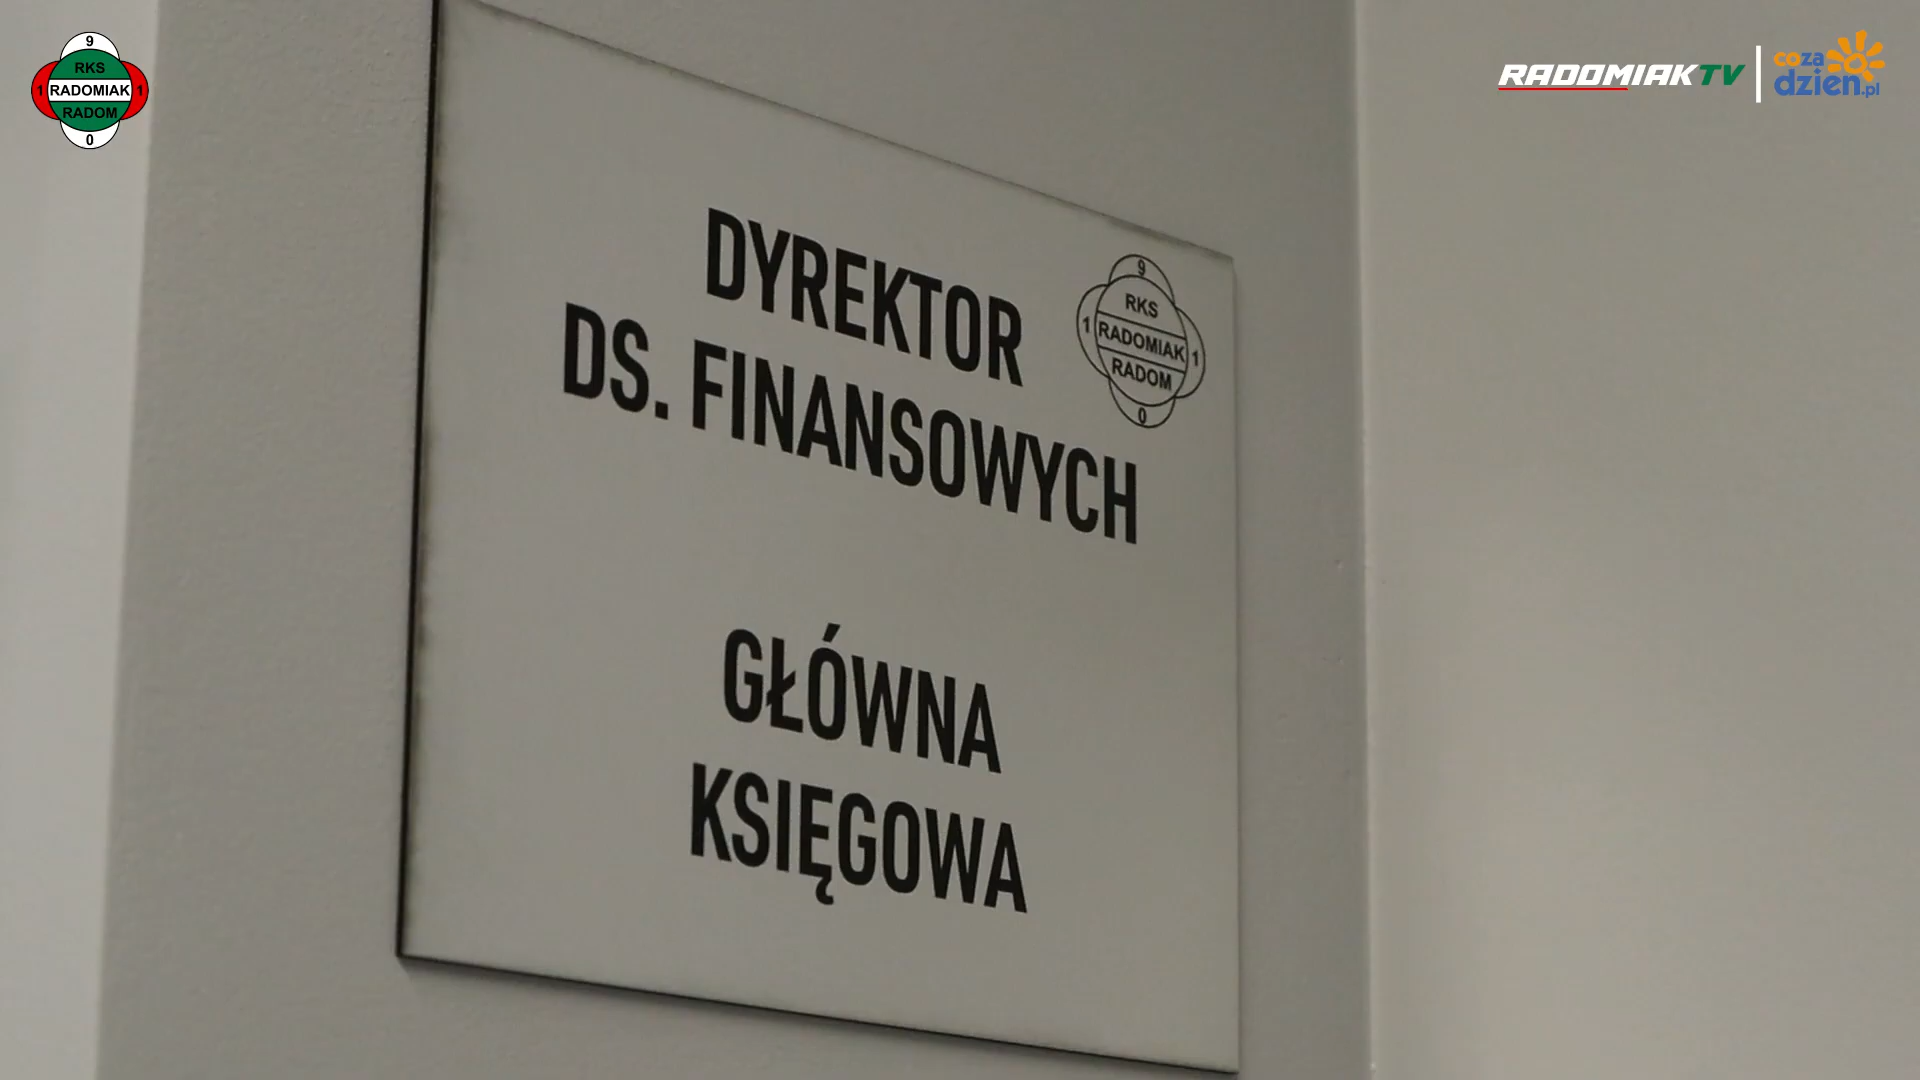 9
RKS
1 RADOMIAK 1
RADOM
0
RADOMIAKTV
coza
dzien.pl
DYREKTOR
DS. FINANSOWYCH
9
RKS
1 RADOMIAK 1
RADOM
0
GŁÓWNA
KSIĘGOWA